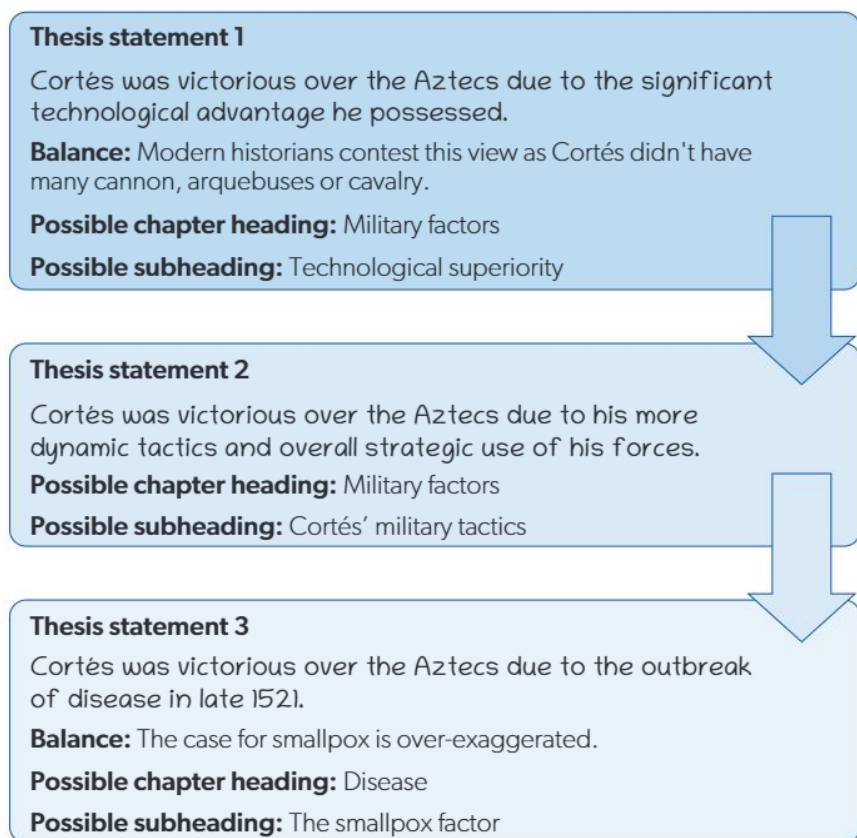 Thesis statement 1
Cortés was victorious over the Aztecs due to the significant
technological advantage he possessed.
Balance: Modern historians contest this view as Cortés didn't have
many cannon, arquebuses or cavalry.
Possible chapter heading: Military factors
Possible subheading: Technological superiority
Thesis statement 2
Cortés was victorious over the Aztecs due to his more
dynamic tactics and overall strategic use of his forces.
Possible chapter heading: Military factors
Possible subheading: Cortés’ military tactics
Thesis statement 3
Cortés was victorious over the Aztecs due to the outbreak
of disease in late 1521.
Balance: The case for smallpox is over-exaggerated.
Possible chapter heading: Disease
Possible subheading: The smallpox factor